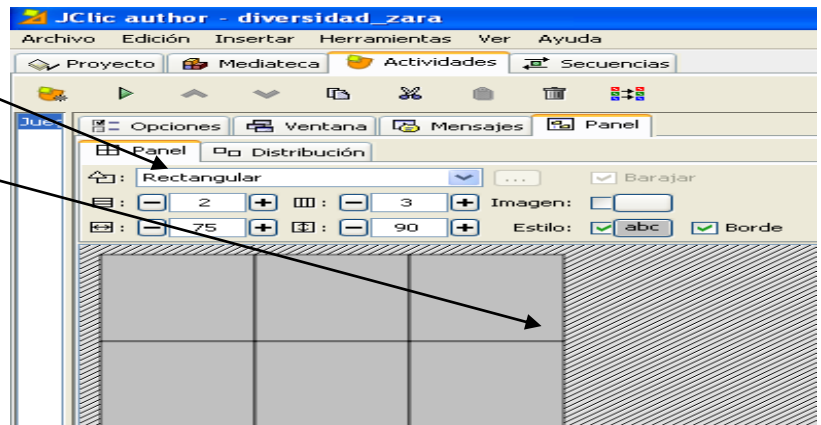 JClic author - diversidad_zara
Archivo Edición Insertar Herramientas Ver Ayuda
Proyecto Mediateca Actividades Secuencias
Opciones Ventana Mensajes Panel
Panel Distribución
Rectangular ... Barajar
: 2 : 3 Imagen:
: 75 : 90 Estilo: abc Borde